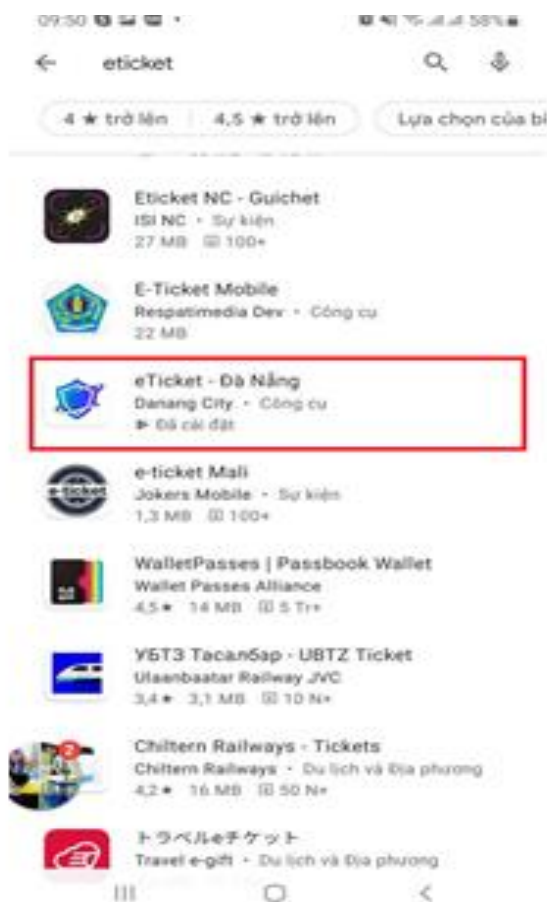 09:50 58%
eticket
4 ★ trở lên 4,5 ★ trở lên Lựa chọn của bi
Eticket NC - Guichet
ISI NC • Sự kiện
27 MB 100+
E-Ticket Mobile
Respatimedia Dev • Công cụ
22 MB
eTicket - Đà Nẵng
Danang City • Công cụ
Đã cài đặt
e-ticket
e-ticket Mali
Jokers Mobile • Sự kiện
1,3 MB 100+
WalletPasses | Passbook Wallet
Wallet Passes Alliance
4,5 ★ 14 MB 5 Tr+
УБТЗ Тасалбар - UBTZ Ticket
Ulaanbaatar Railway JVC
3,4 ★ 3,1 MB 10 N+
2
Chiltern Railways - Tickets
Chiltern Railways • Du lịch và Địa phương
4,2 ★ 16 MB 50 N+
トラベルeチケット
Travel e-gift • Du lịch và Địa phương